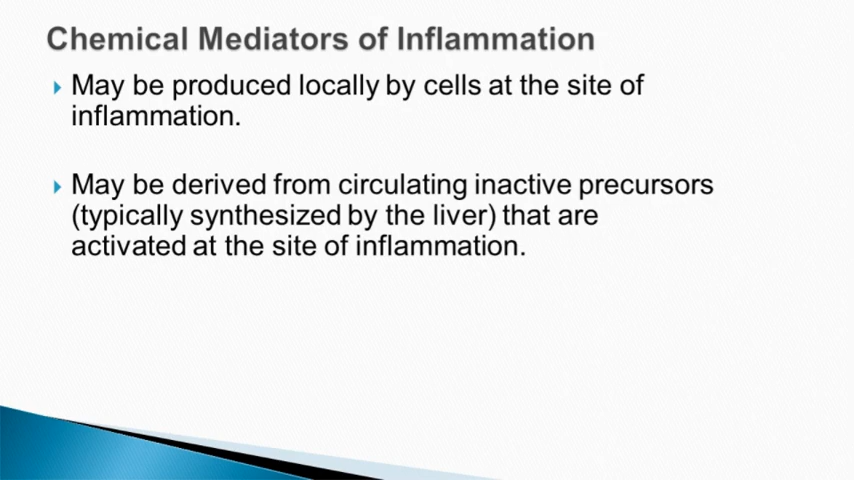 Chemical Mediators of Inflammation
May be produced locally by cells at the site of
inflammation.
May be derived from circulating inactive precursors
(typically synthesized by the liver) that are
activated at the site of inflammation.